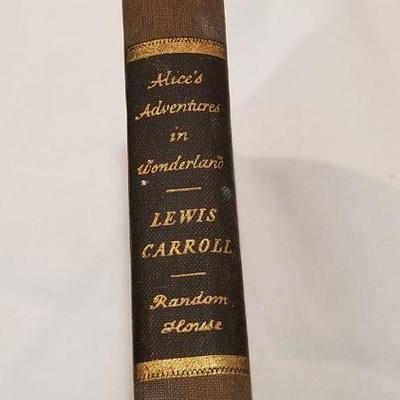 Alice's
Adventures
in
Wonderland
LEWIS
CARROLL
Random
House